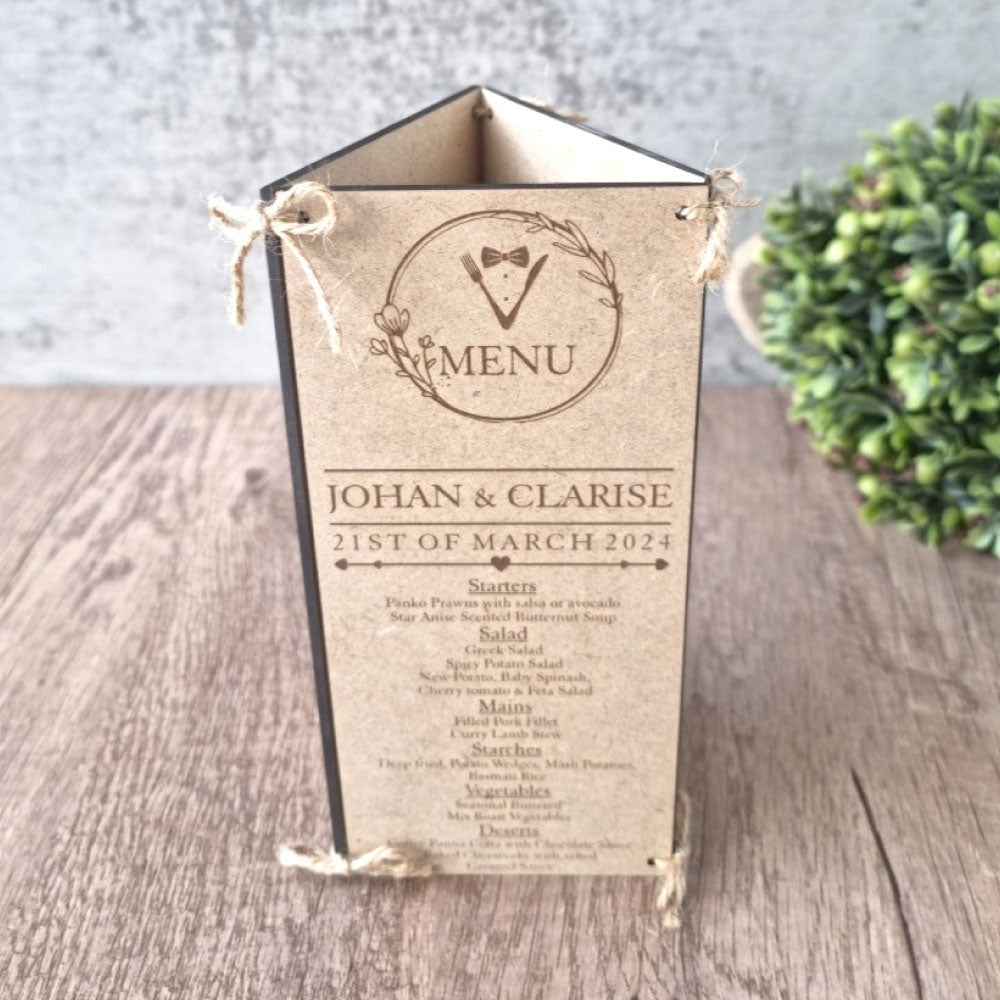 MENU
JOHAN & CLARISE
21ST OF MARCH 2024
Starters
Panko Prawns with salsa or avocado
Star Anise Scented Butternut Soup
Salad
Greek Salad
Spicy Potato Salad
New Potato, Baby Spinash,
Cherry tomato & Feta Salad
Mains
Filled Pork Fillet
Curry Lamb Stew
Starches
Deep fried, Potato Wedges, Mash Potatoes,
Basmati Rice
Vegetables
Seasonal Buttered
Mix Roast Vegetables
Deserts
Panna Cotta with Chocolate Sauce
Cheesecake with salted
Caramel Sauce